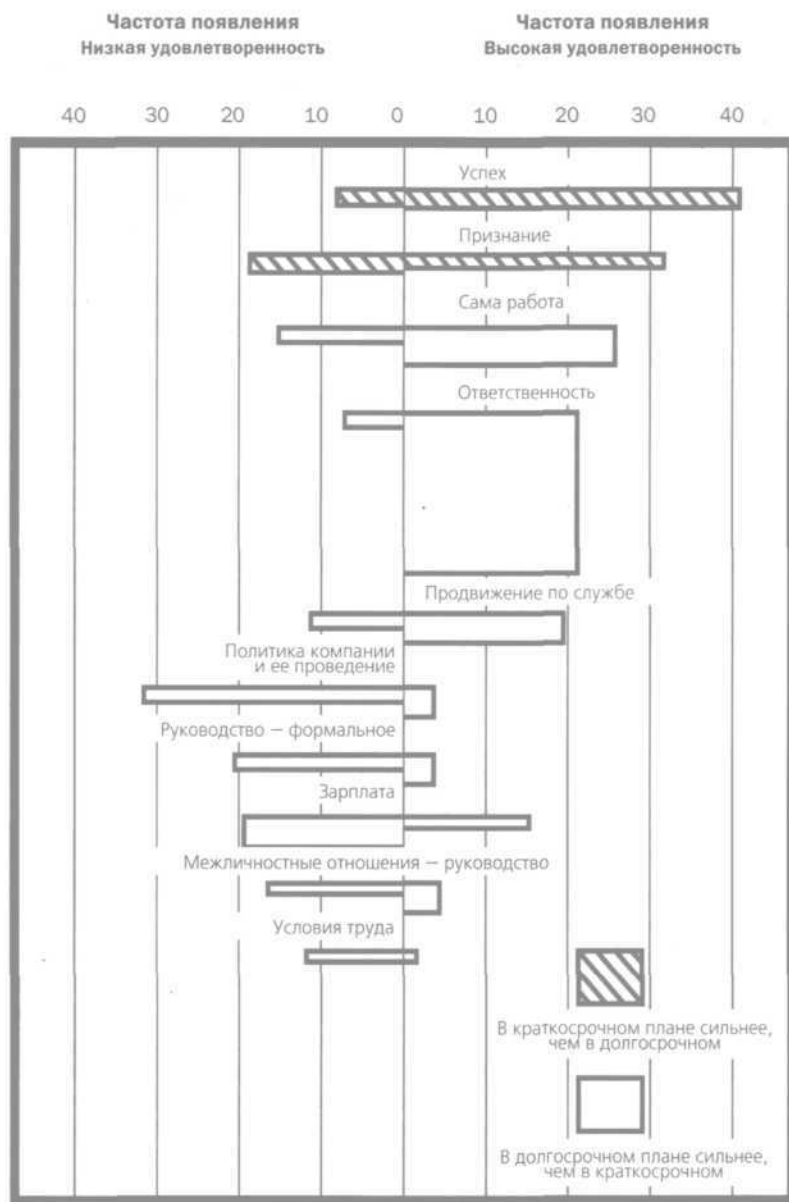 Частота появления
Низкая удовлетворенность
Частота появления
Высокая удовлетворенность
40 30 20 10 0 10 20 30 40
Успех
Признание
Сама работа
Ответственность
Продвижение по службе
Политика компании
и ее проведение
Руководство — формальное
Зарплата
Межличностные отношения — руководство
Условия труда
В краткосрочном плане сильнее,
чем в долгосрочном
В долгосрочном плане сильнее,
чем в краткосрочном